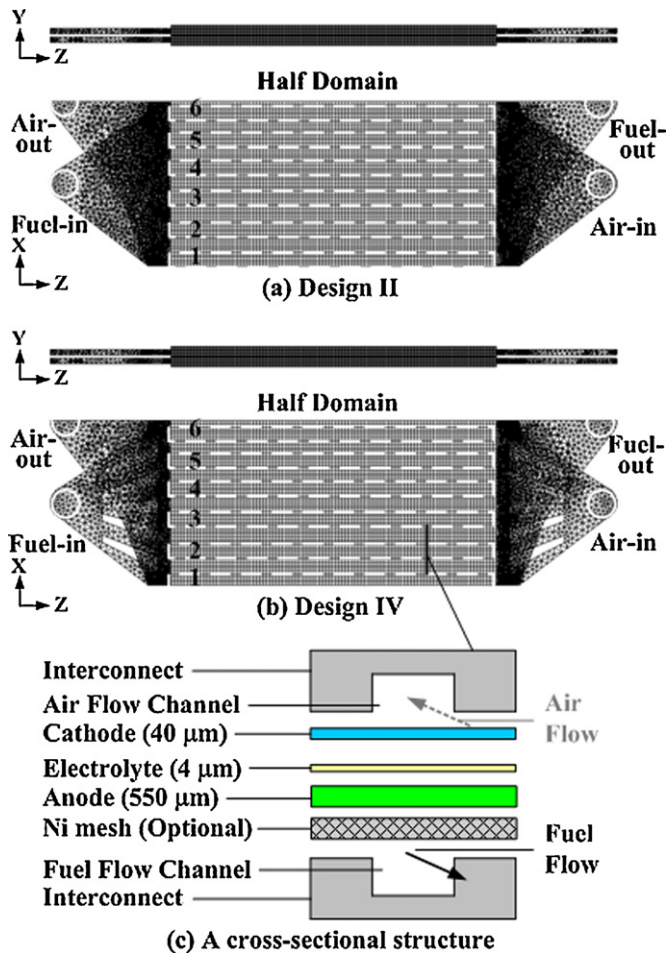 Y
Z
Half Domain
Air-
out
6
5
4
3
2
1
Fuel-
out
Fuel-in
Air-in
X
Z
(a) Design II
Y
Z
Half Domain
Air-
out
6
5
4
3
2
1
Fuel-
out
Fuel-in
Air-in
X
Z
(b) Design IV
Interconnect
Air Flow Channel
Cathode (40 μm)
Air
Flow
Electrolyte (4 μm)
Anode (550 μm)
Ni mesh (Optional)
Fuel
Flow
Fuel Flow Channel
Interconnect
(c) A cross-sectional structure